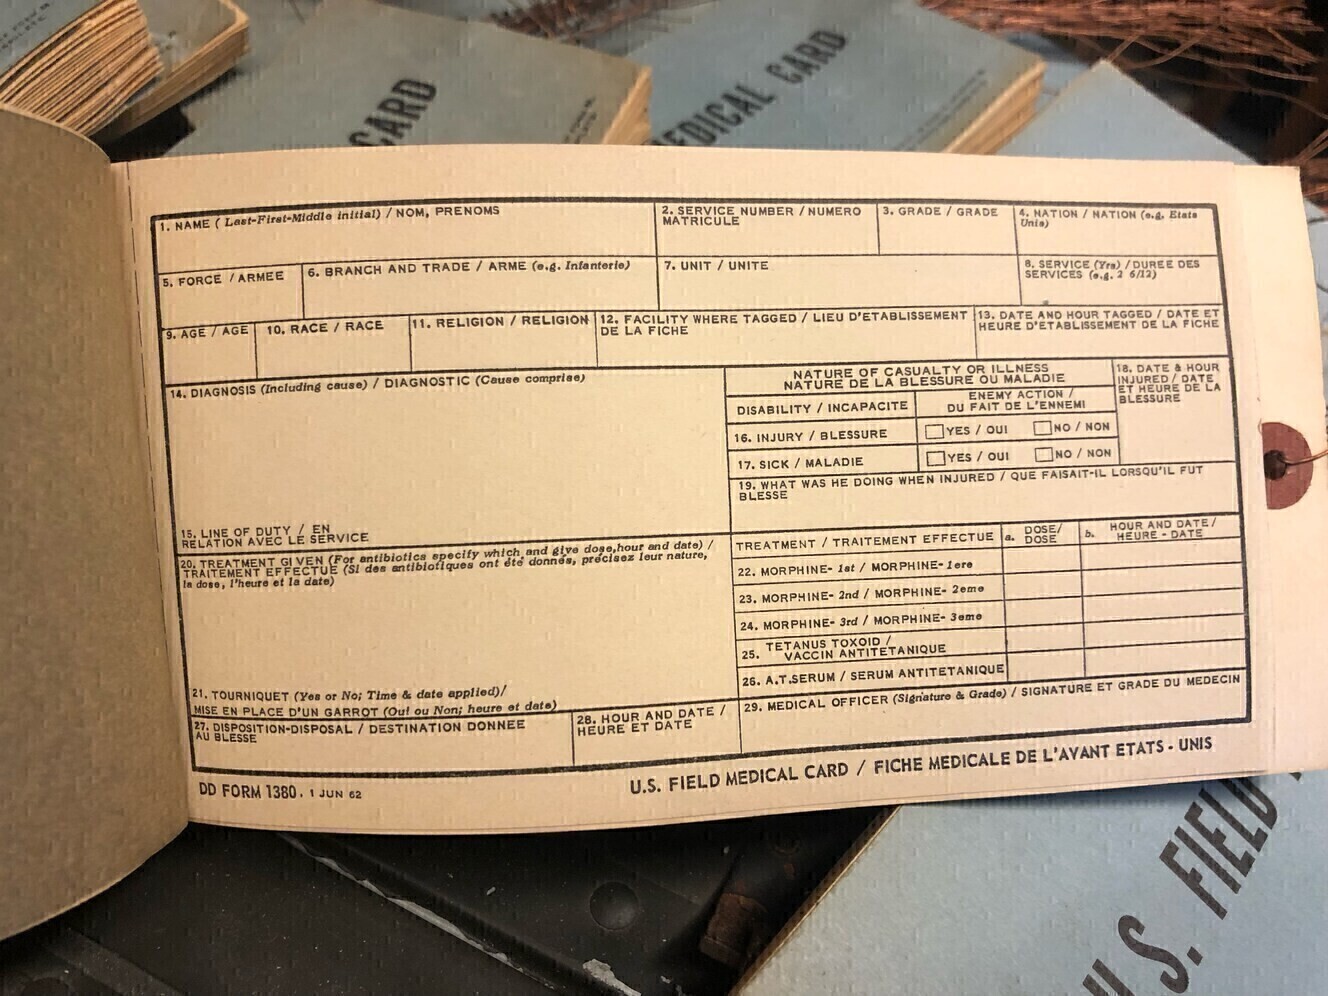 CARD
MEDICAL CARD
1. NAME ( Last-First-Middle initial) / NOM, PRENOMS
2. SERVICE NUMBER / NUMERO
MATRICULE
3. GRADE / GRADE
4. NATION / NATION (e.g. Etats
Unis)
5. FORCE / ARMEE
6. BRANCH AND TRADE / ARME (e.g. Infanterie)
7. UNIT / UNITE
8. SERVICE (Yrs) / DUREE DES
SERVICES (e.g. 2 6/12)
9. AGE / AGE
10. RACE / RACE
11. RELIGION / RELIGION
12. FACILITY WHERE TAGGED / LIEU D'ETABLISSEMENT
DE LA FICHE
13. DATE AND HOUR TAGGED / DATE ET
HEURE D'ETABLISSEMENT DE LA FICHE
14. DIAGNOSIS (Including cause) / DIAGNOSTIC (Cause comprise)
NATURE OF CASUALTY OR ILLNESS
NATURE DE LA BLESSURE OU MALADIE
DISABILITY / INCAPACITE
ENEMY ACTION /
DU FAIT DE L'ENNEMI
16. INJURY / BLESSURE
YES / OUI
NO / NON
17. SICK / MALADIE
YES / OUI
NO / NON
18. DATE & HOUR
INJURED / DATE
ET HEURE DE LA
BLESSURE
19. WHAT WAS HE DOING WHEN INJURED / QUE FAISAIT-IL LORSQU'IL FUT
BLESSE
15. LINE OF DUTY / EN
RELATION AVEC LE SERVICE
20. TREATMENT GIVEN (For antibiotics specify which and give dose,hour and date) /
TRAITEMENT EFFECTUE (Si des antibiotiques ont été donnés, précisez leur nature,
la dose, l'heure et la date)
TREATMENT / TRAITEMENT EFFECTUE
a. DOSE/
DOSE
b. HOUR AND DATE /
HEURE - DATE
22. MORPHINE- 1st / MORPHINE- 1ere
23. MORPHINE- 2nd / MORPHINE- 2eme
24. MORPHINE- 3rd / MORPHINE- 3eme
25. TETANUS TOXOID /
VACCIN ANTITETANIQUE
26. A.T.SERUM / SERUM ANTITETANIQUE
21. TOURNIQUET (Yes or No; Time & date applied)/
MISE EN PLACE D'UN GARROT (Oui ou Non; heure et date)
27. DISPOSITION-DISPOSAL / DESTINATION DONNEE
AU BLESSE
28. HOUR AND DATE /
HEURE ET DATE
29. MEDICAL OFFICER (Signature & Grade) / SIGNATURE ET GRADE DU MEDECIN
DD FORM 1380, 1 JUN 62
U.S. FIELD MEDICAL CARD / FICHE MEDICALE DE L'AVANT ETATS - UNIS
U.S. FIELD